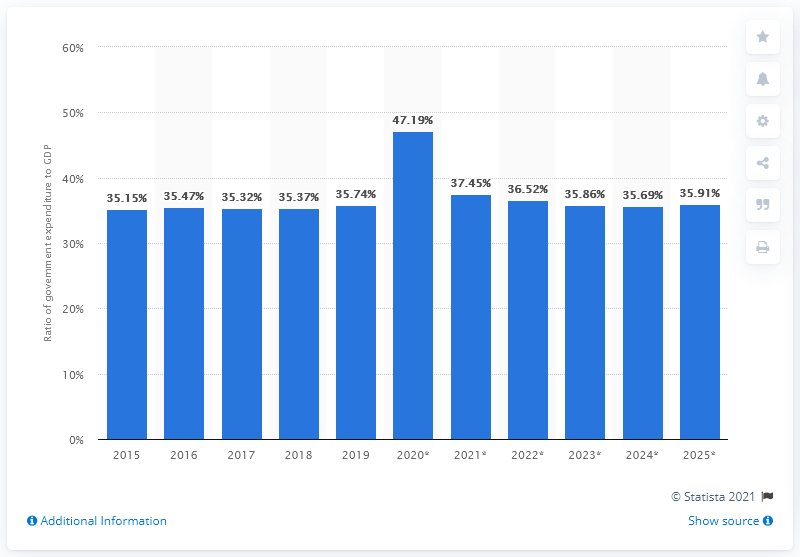 60%
50%
40%
30%
20%
10%
0%
Ratio of government expenditure to GDP
35.15% 35.47% 35.32% 35.37% 35.74% 47.19% 37.45% 36.52% 35.86% 35.69% 35.91%
2015 2016 2017 2018 2019 2020* 2021* 2022* 2023* 2024* 2025*
© Statista 2021
Additional Information
Show source